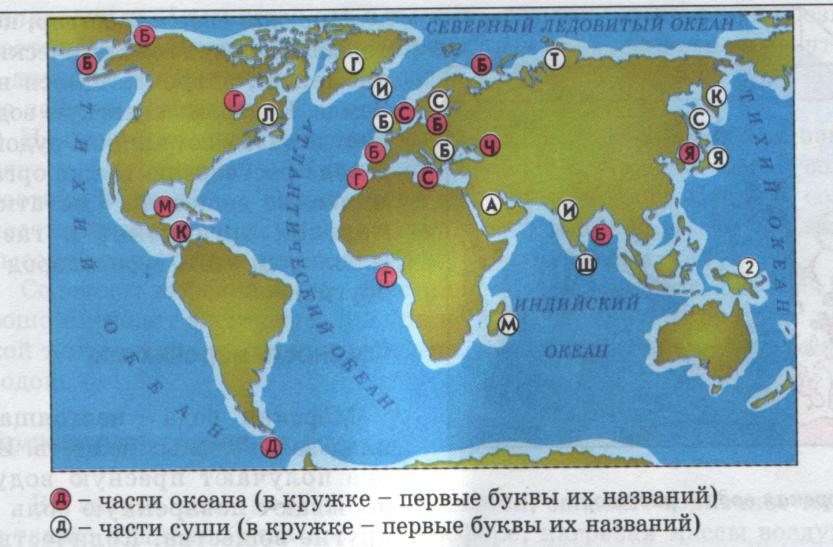 СЕВЕРНЫЙ ЛЕДОВИТЫЙ ОКЕАН
Б
Б
Г
Л
Г
И
Б
С
С
Б
Б
Т
К
С
Б
Г
С
Б
Ч
Я
Я
М
К
А
И
Б
Ш
2
Г
М
Д
ТИХИЙ
ОКЕАН
АТЛАНТИЧЕСКИЙ ОКЕАН
ИНДИЙСКИЙ
ОКЕАН
ТИХИЙ ОКЕАН
Д – части океана (в кружке – первые буквы их названий)
Д – части суши (в кружке – первые буквы их названий)